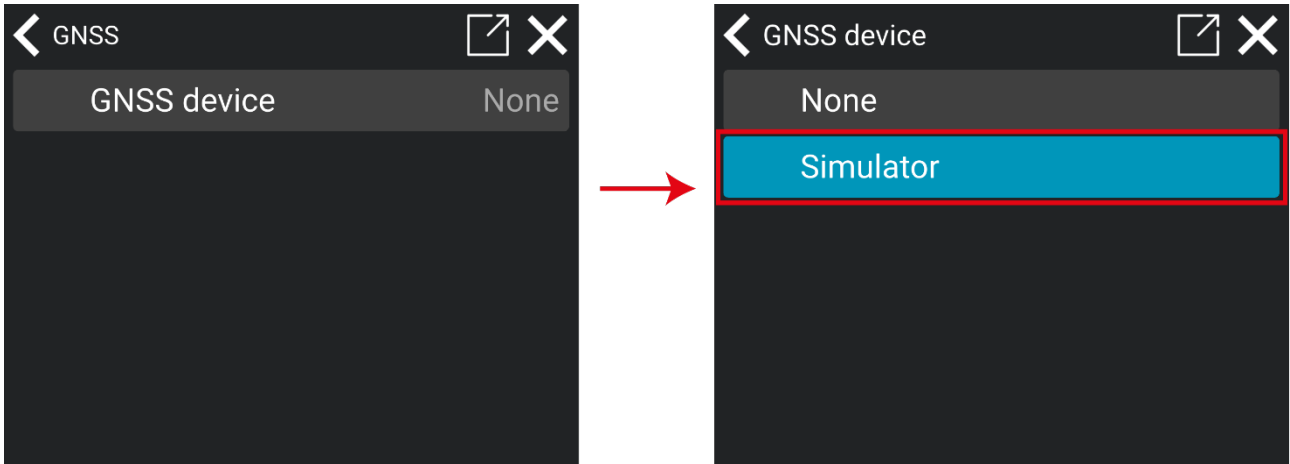 GNSS
GNSS device None
GNSS device
None
Simulator